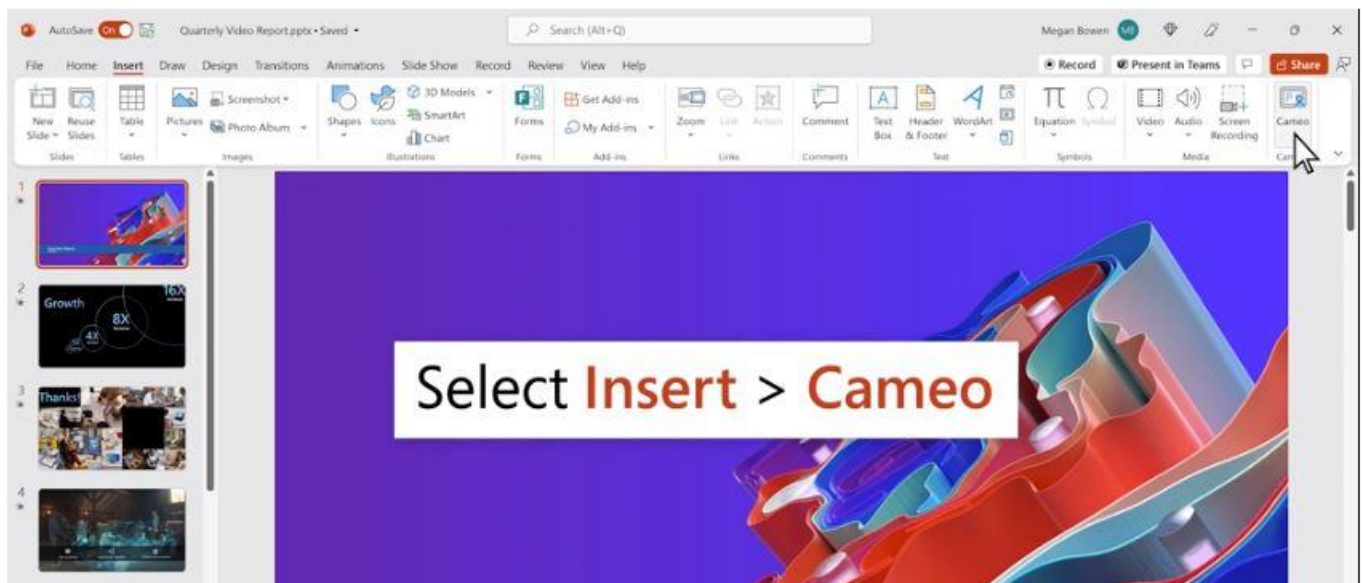 AutoSave On Quarterly Video Report.pptx • Saved Search (Alt+Q) Megan Bowen MB
File Home Insert Draw Design Transitions Animations Slide Show Record Review View Help Record Present in Teams Share
New Slide Reuse Slides Table Pictures Screenshot Photo Album Shapes Icons 3D Models SmartArt Chart Forms Get Add-ins My Add-ins Zoom Link Action Comment Text Box Header & Footer WordArt Equation Symbol Video Audio Screen Recording Cameo
Slides Tables Images Illustrations Forms Add-ins Links Comments Text Symbols Media
1
2
Growth
16X
8X
4X
3
Thanks!
4
Select Insert > Cameo